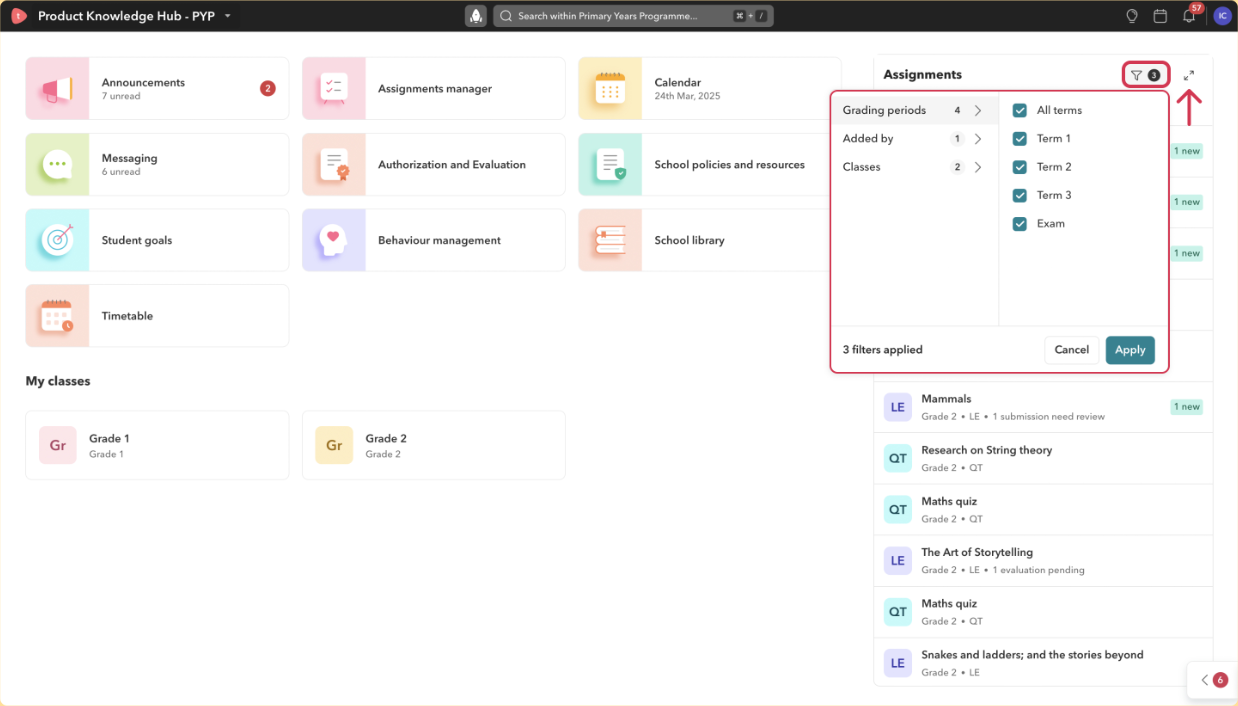 Product Knowledge Hub - PYP
Search within Primary Years Programme...
⌘ + /
57
IC
Announcements
7 unread
2
Assignments manager
Calendar
24th Mar, 2025
Messaging
6 unread
Authorization and Evaluation
School policies and resources
Student goals
Behaviour management
School library
Timetable
My classes
Gr
Grade 1
Grade 1
Gr
Grade 2
Grade 2
Assignments
3
Grading periods 4
Added by 1
Classes 2
All terms
Term 1
Term 2
Term 3
Exam
3 filters applied
Cancel
Apply
1 new
1 new
1 new
LE
Mammals
Grade 2 • LE • 1 submission need review
1 new
QT
Research on String theory
Grade 2 • QT
QT
Maths quiz
Grade 2 • QT
LE
The Art of Storytelling
Grade 2 • LE • 1 evaluation pending
QT
Maths quiz
Grade 2 • QT
LE
Snakes and ladders; and the stories beyond
Grade 2 • LE
6